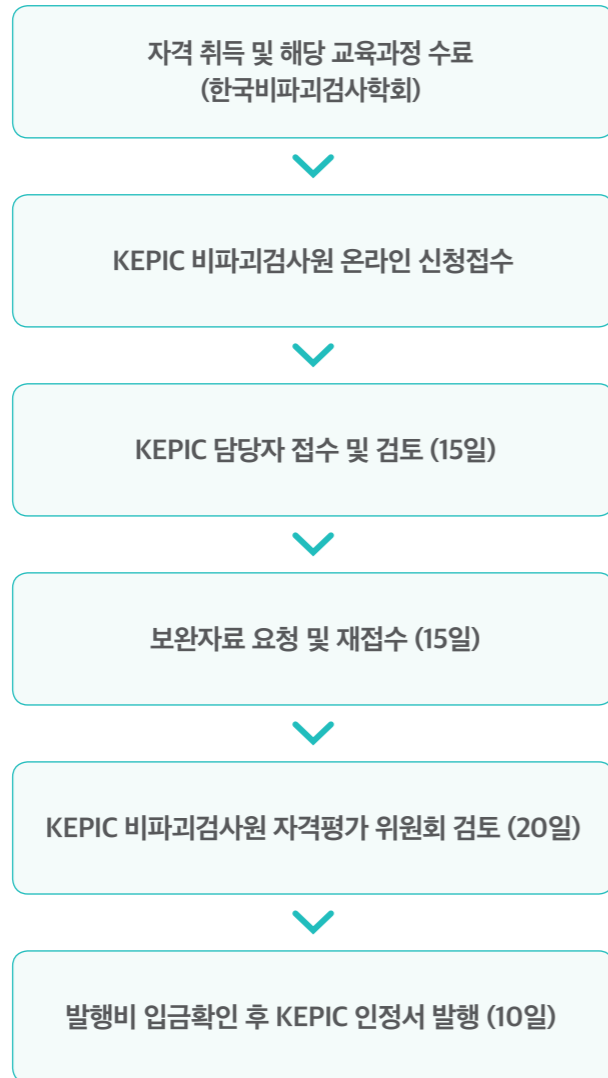 자격 취득 및 해당 교육과정 수료
(한국비파괴검사학회)
KEPIC 비파괴검사원 온라인 신청접수
KEPIC 담당자 접수 및 검토 (15일)
보완자료 요청 및 재접수 (15일)
KEPIC 비파괴검사원 자격평가 위원회 검토 (20일)
발행비 입금확인 후 KEPIC 인정서 발행 (10일)